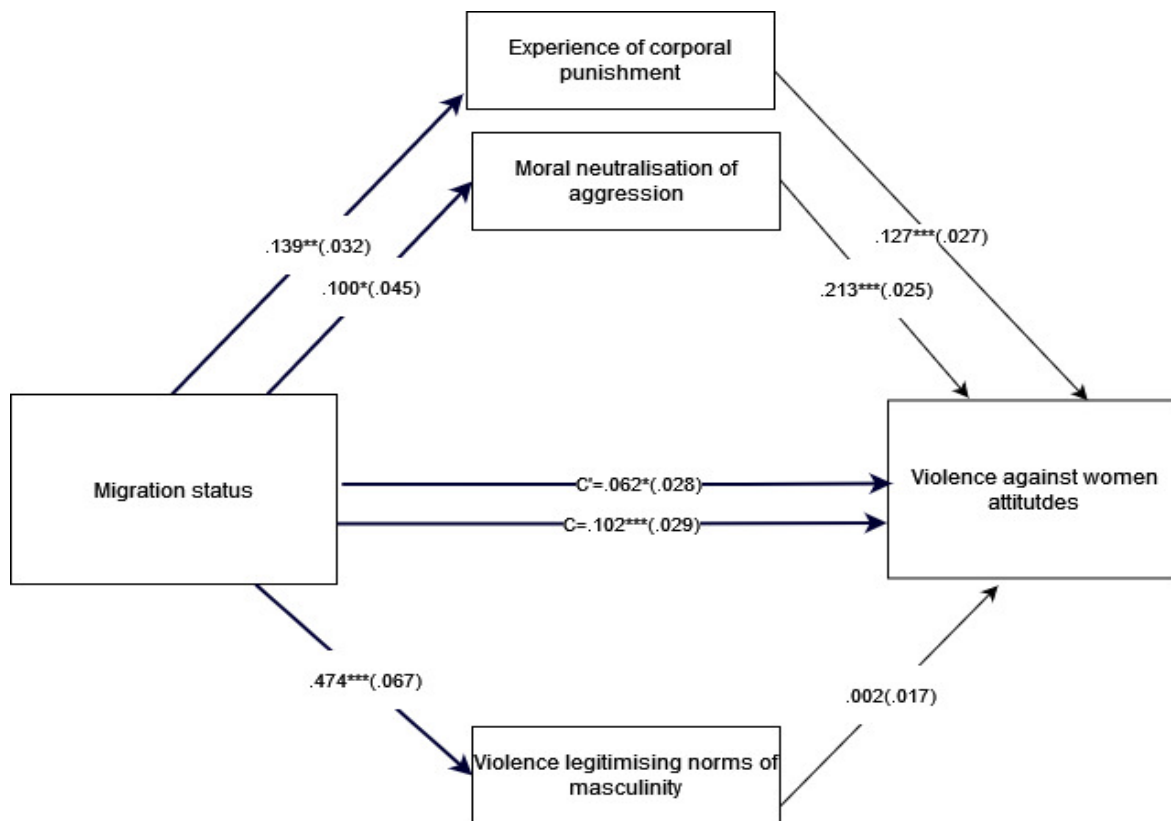 Experience of corporal
punishment
Moral neutralisation of
aggression
.139**(.032)
.127***(.027)
.100*(.045)
.213***(.025)
Migration status
C'=.062*(.028)
C=.102***(.029)
Violence against women
attitutdes
.474***(.067)
.002(.017)
Violence legitimising norms of
masculinity